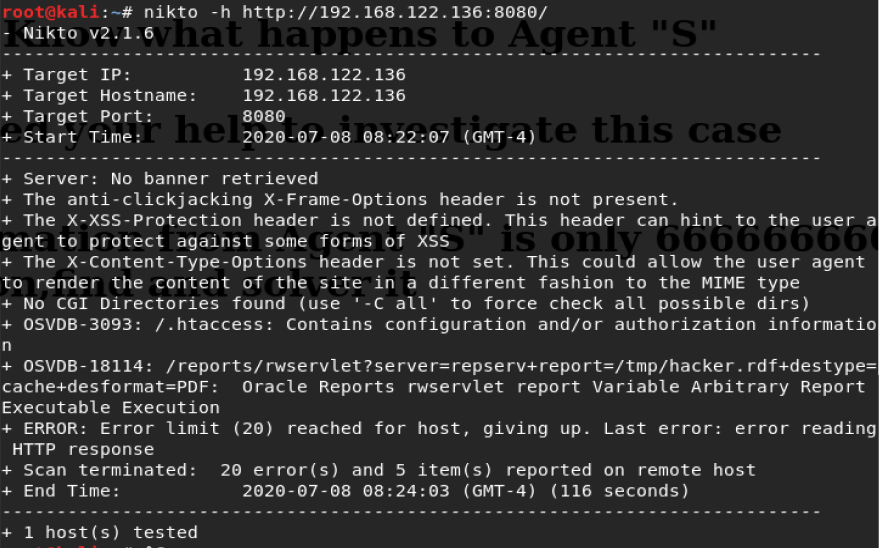 root@kali:~# nikto -h http://192.168.122.136:8080/
- Nikto v2.1.6
Know what happens to Agent "S"
---------------------------------------------------------------------------
+ Target IP:          192.168.122.136
+ Target Hostname:    192.168.122.136
+ Target Port:        8080
ed your help to investigate this case
+ Start Time:         2020-07-08 08:22:07 (GMT-4)
---------------------------------------------------------------------------
+ Server: No banner retrieved
+ The anti-clickjacking X-Frame-Options header is not present.
+ The X-XSS-Protection header is not defined. This header can hint to the user a
gent to protect against some forms of XSS
mation from Agent "S" is only 666666666
+ The X-Content-Type-Options header is not set. This could allow the user agent
to render the content of the site in a different fashion to the MIME type
on,find and solver it
+ No CGI Directories found (use '-C all' to force check all possible dirs)
+ OSVDB-3093: /.htaccess: Contains configuration and/or authorization informatio
n
+ OSVDB-18114: /reports/rwservlet?server=repserv+report=/tmp/hacker.rdf+destype=
cache+desformat=PDF:  Oracle Reports rwservlet report Variable Arbitrary Report
Executable Execution
+ ERROR: Error limit (20) reached for host, giving up. Last error: error reading
 HTTP response
+ Scan terminated:  20 error(s) and 5 item(s) reported on remote host
+ End Time:           2020-07-08 08:24:03 (GMT-4) (116 seconds)
---------------------------------------------------------------------------
+ 1 host(s) tested